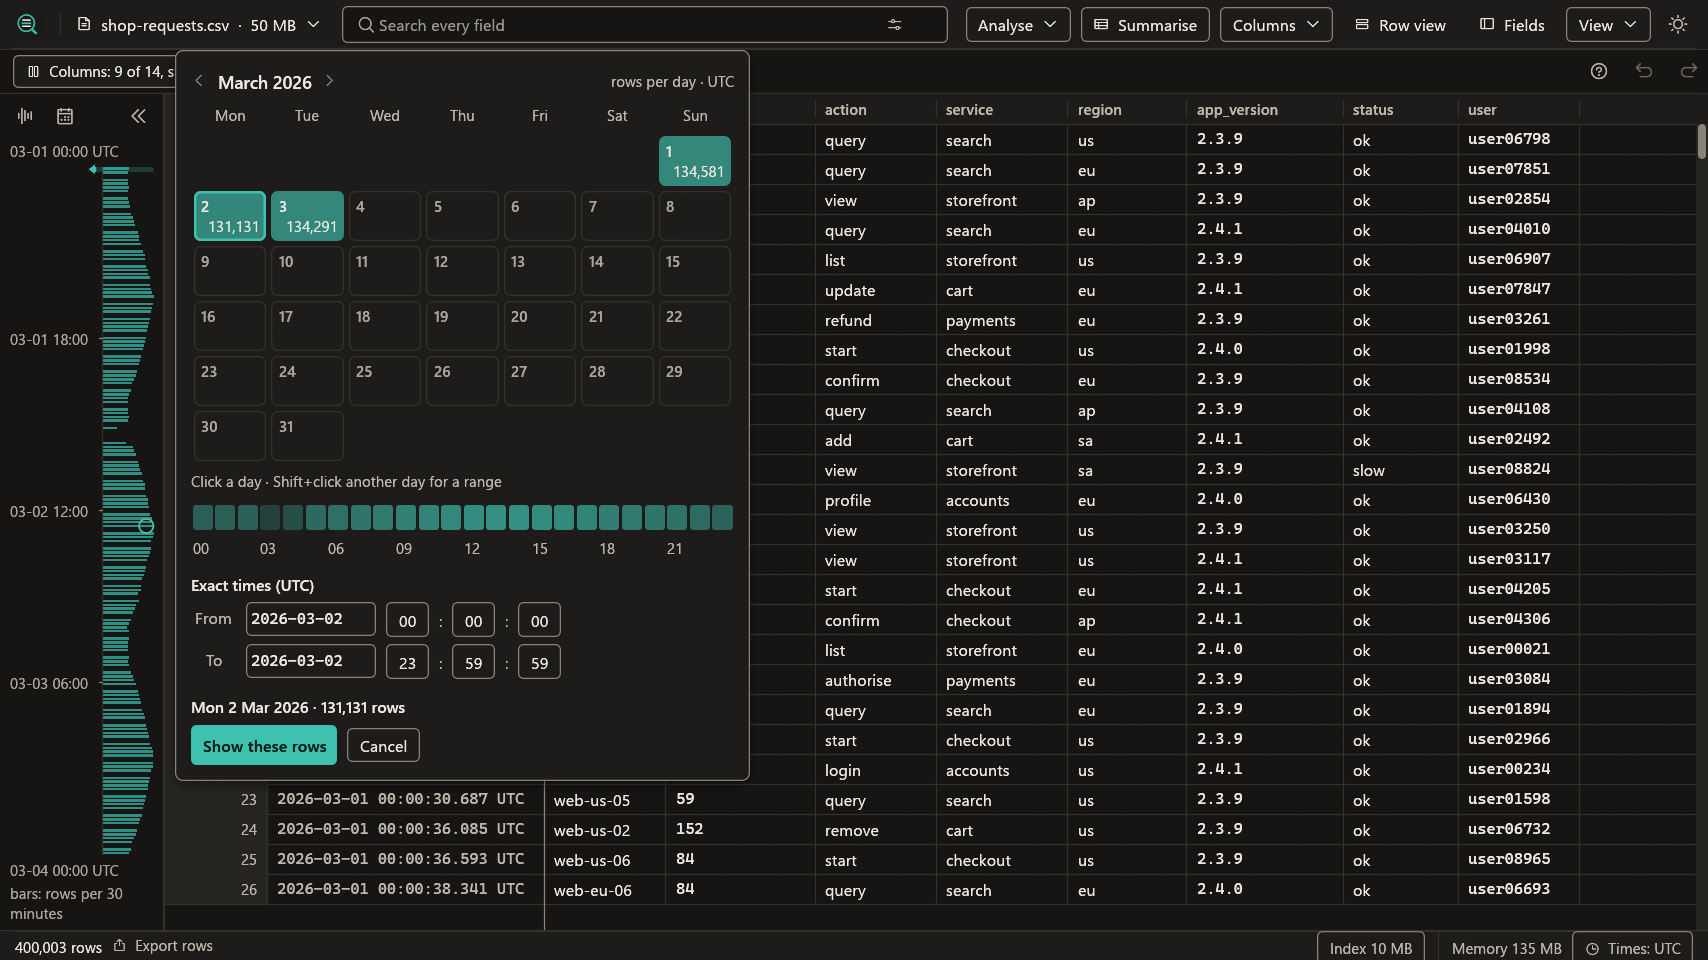 shop-requests.csv · 50 MB
Search every field
Analyse
Summarise
Columns
Row view
Fields
View
Columns: 9 of 14, s
March 2026
rows per day · UTC
Mon Tue Wed Thu Fri Sat Sun
1 134,581
2 131,131
3 134,291
4 5 6 7 8
9 10 11 12 13 14 15
16 17 18 19 20 21 22
23 24 25 26 27 28 29
30 31
Click a day · Shift+click another day for a range
00 03 06 09 12 15 18 21
Exact times (UTC)
From 2026-03-02 00 : 00 : 00
To 2026-03-02 23 : 59 : 59
Mon 2 Mar 2026 · 131,131 rows
Show these rows
Cancel
03-01 00:00 UTC
03-01 18:00
03-02 12:00
03-03 06:00
03-04 00:00 UTC
bars: rows per 30
minutes
action service region app_version status user
query search us 2.3.9 ok user06798
query search eu 2.3.9 ok user07851
view storefront ap 2.3.9 ok user02854
query search eu 2.4.1 ok user04010
list storefront us 2.3.9 ok user06907
update cart eu 2.4.1 ok user07847
refund payments eu 2.3.9 ok user03261
start checkout us 2.4.0 ok user01998
confirm checkout eu 2.3.9 ok user08534
query search ap 2.3.9 ok user04108
add cart sa 2.4.1 ok user02492
view storefront sa 2.3.9 slow user08824
profile accounts eu 2.4.0 ok user06430
view storefront us 2.3.9 ok user03250
view storefront us 2.4.1 ok user03117
start checkout eu 2.4.1 ok user04205
confirm checkout ap 2.4.1 ok user04306
list storefront eu 2.4.0 ok user00021
authorise payments eu 2.3.9 ok user03084
query search eu 2.3.9 ok user01894
start checkout us 2.3.9 ok user02966
login accounts us 2.4.1 ok user00234
23 2026-03-01 00:00:30.687 UTC web-us-05 59 query search us 2.3.9 ok user01598
24 2026-03-01 00:00:36.085 UTC web-us-02 152 remove cart us 2.3.9 ok user06732
25 2026-03-01 00:00:36.593 UTC web-us-06 84 start checkout us 2.3.9 ok user08965
26 2026-03-01 00:00:38.341 UTC web-eu-06 84 query search eu 2.4.0 ok user06693
400,003 rows
Export rows
Index 10 MB
Memory 135 MB
Times: UTC